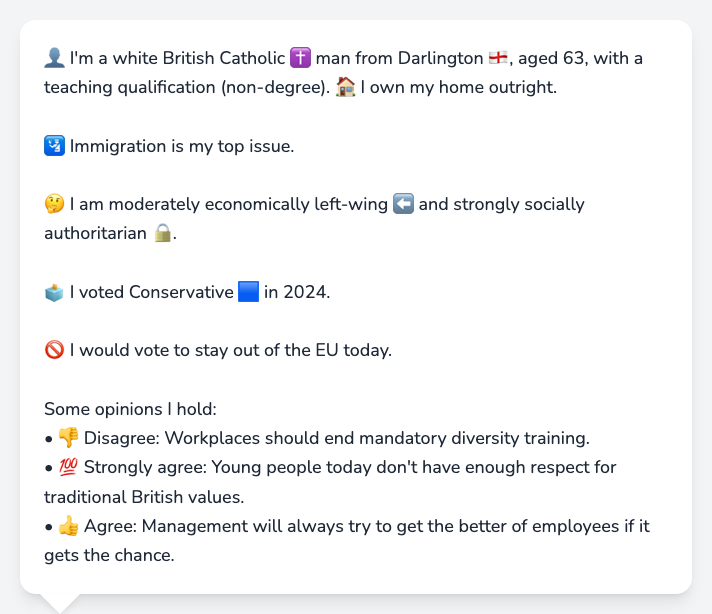 👤 I'm a white British Catholic ✝️ man from Darlington 🏴󠁧󠁢󠁥󠁮󠁧󠁿, aged 63, with a
teaching qualification (non-degree). 🏠 I own my home outright.
🛂 Immigration is my top issue.
🤔 I am moderately economically left-wing ⬅️ and strongly socially
authoritarian 🔒.
🗳️ I voted Conservative 🟦 in 2024.
🚫 I would vote to stay out of the EU today.
Some opinions I hold:
• 👎 Disagree: Workplaces should end mandatory diversity training.
• 💯 Strongly agree: Young people today don't have enough respect for
traditional British values.
• 👍 Agree: Management will always try to get the better of employees if it
gets the chance.